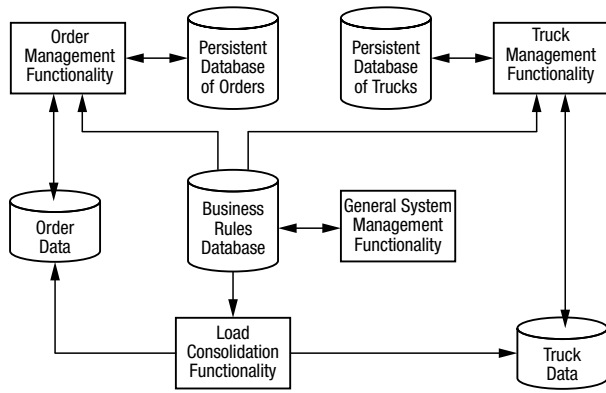 Order
Management
Functionality
Persistent
Database
of Orders
Persistent
Database
of Trucks
Truck
Management
Functionality
Order
Data
Business
Rules
Database
General System
Management
Functionality
Load
Consolidation
Functionality
Truck
Data